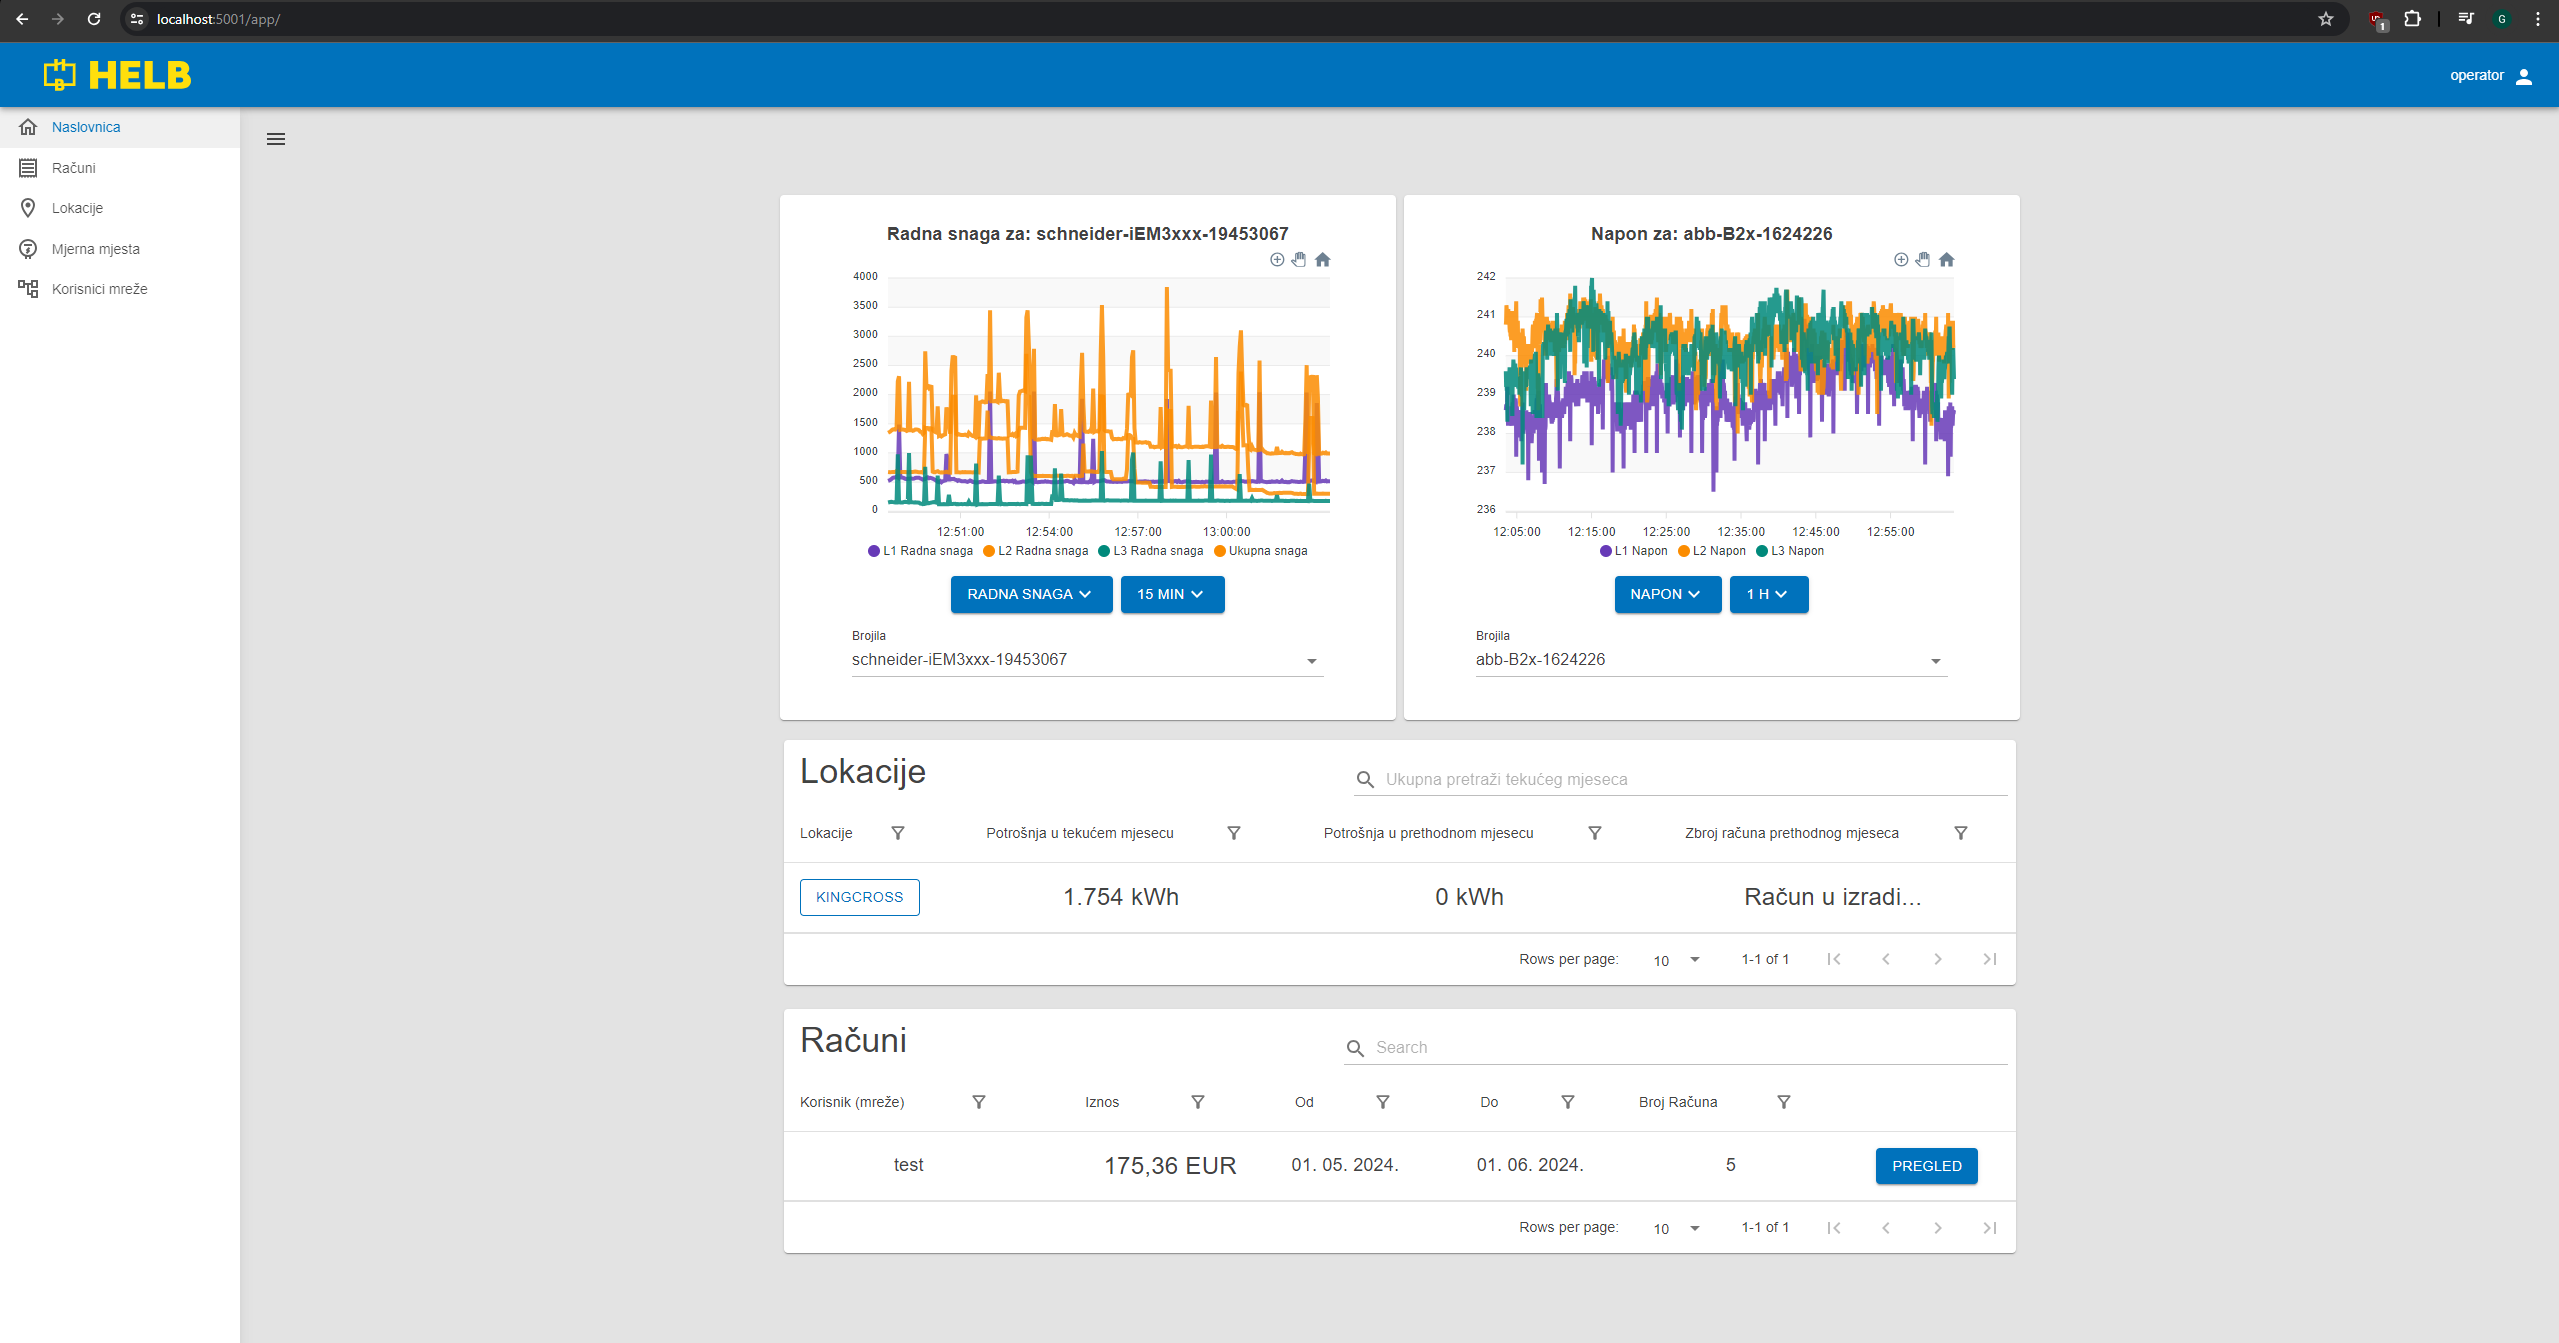 localhost:5001/app/
1
G
HELB
operator
Naslovnica
Računi
Lokacije
Mjerna mjesta
Korisnici mreže
Radna snaga za: schneider-iEM3xxx-19453067
4000
3500
3000
2500
2000
1500
1000
500
0
12:51:00 12:54:00 12:57:00 13:00:00
L1 Radna snaga L2 Radna snaga L3 Radna snaga Ukupna snaga
RADNA SNAGA 15 MIN
Brojila
schneider-iEM3xxx-19453067
Napon za: abb-B2x-1624226
242
241
240
239
238
237
236
12:05:00 12:15:00 12:25:00 12:35:00 12:45:00 12:55:00
L1 Napon L2 Napon L3 Napon
NAPON 1 H
Brojila
abb-B2x-1624226
Lokacije
Ukupna pretraži tekućeg mjeseca
Lokacije Potrošnja u tekućem mjesecu Potrošnja u prethodnom mjesecu Zbroj računa prethodnog mjeseca
KINGCROSS 1.754 kWh 0 kWh Račun u izradi...
Rows per page: 10 1-1 of 1
Računi
Search
Korisnik (mreže) Iznos Od Do Broj Računa
test 175,36 EUR 01. 05. 2024. 01. 06. 2024. 5 PREGLED
Rows per page: 10 1-1 of 1